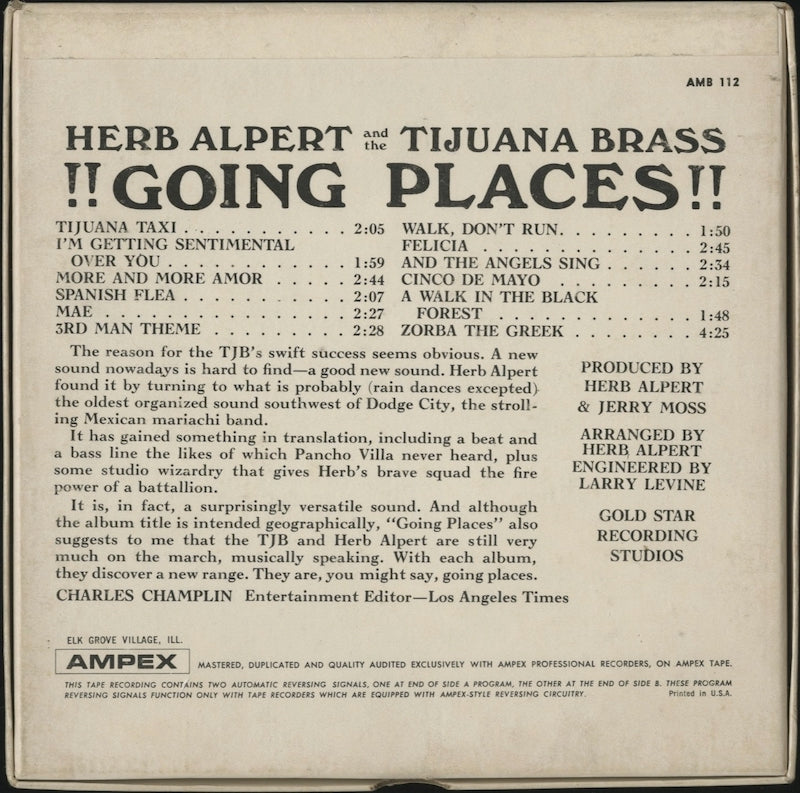 AMB 112
HERB ALPERT and the TIJUANA BRASS
!!GOING PLACES!!
TIJUANA TAXI . . . . . . . . . . . 2:05
I'M GETTING SENTIMENTAL
OVER YOU . . . . . . . . . . . . 1:59
MORE AND MORE AMOR . . . . . . 2:44
SPANISH FLEA . . . . . . . . . . . 2:07
MAE . . . . . . . . . . . . . . . . 2:27
3RD MAN THEME . . . . . . . . . 2:28
WALK, DON'T RUN. . . . . . . . . 1:50
FELICIA . . . . . . . . . . . . . . 2:45
AND THE ANGELS SING . . . . . . 2:34
CINCO DE MAYO . . . . . . . . . 2:15
A WALK IN THE BLACK
FOREST . . . . . . . . . . . . . 1:48
ZORBA THE GREEK . . . . . . . . 4:25
The reason for the TJB's swift success seems obvious. A new
sound nowadays is hard to find—a good new sound. Herb Alpert
found it by turning to what is probably (rain dances excepted)
the oldest organized sound southwest of Dodge City, the stroll-
ing Mexican mariachi band.
It has gained something in translation, including a beat and
a bass line the likes of which Pancho Villa never heard, plus
some studio wizardry that gives Herb's brave squad the fire
power of a battallion.
It is, in fact, a surprisingly versatile sound. And although
the album title is intended geographically, "Going Places" also
suggests to me that the TJB and Herb Alpert are still very
much on the march, musically speaking. With each album,
they discover a new range. They are, you might say, going places.
CHARLES CHAMPLIN Entertainment Editor—Los Angeles Times
PRODUCED BY
HERB ALPERT
& JERRY MOSS
ARRANGED BY
HERB ALPERT
ENGINEERED BY
LARRY LEVINE
GOLD STAR
RECORDING
STUDIOS
ELK GROVE VILLAGE, ILL.
AMPEX MASTERED, DUPLICATED AND QUALITY AUDITED EXCLUSIVELY WITH AMPEX PROFESSIONAL RECORDERS, ON AMPEX TAPE.
THIS TAPE RECORDING CONTAINS TWO AUTOMATIC REVERSING SIGNALS, ONE AT END OF SIDE A PROGRAM, THE OTHER AT THE END OF SIDE B. THESE PROGRAM
REVERSING SIGNALS FUNCTION ONLY WITH TAPE RECORDERS WHICH ARE EQUIPPED WITH AMPEX-STYLE REVERSING CIRCUITRY. Printed in U.S.A.